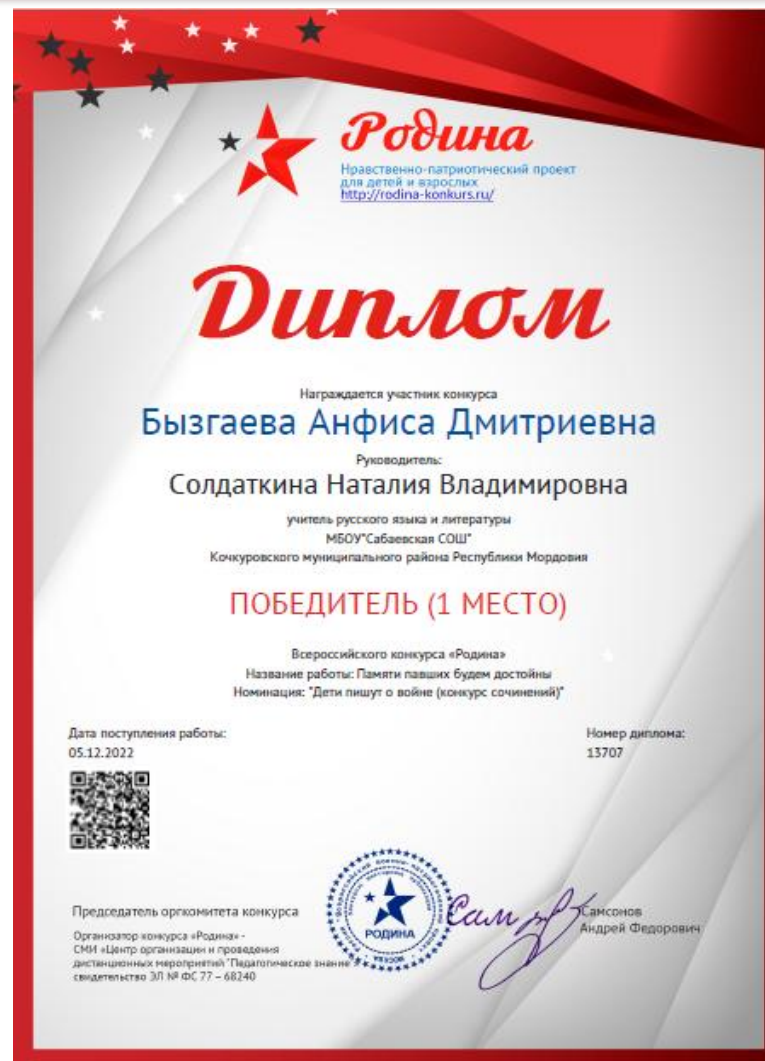 Родина
Нравственно-патриотический проект
для детей и взрослых
http://rodina-konkurs.ru/
Диплом
Награждается участник конкурса
Бызгаева Анфиса Дмитриевна
Руководитель:
Солдаткина Наталия Владимировна
учитель русского языка и литературы
МБОУ"Сабаевская СОШ"
Кочкуровского муниципального района Республики Мордовия
ПОБЕДИТЕЛЬ (1 МЕСТО)
Всероссийского конкурса «Родина»
Название работы: Памяти павших будем достойны
Номинация: "Дети пишут о войне (конкурс сочинений)"
Дата поступления работы:
05.12.2022
Номер диплома:
13707
Председатель оргкомитета конкурса
Организатор конкурса «Родина» -
СМИ «Центр организации и проведения
дистанционных мероприятий "Педагогическое знание
свидетельство ЭЛ № ФС 77 – 68240
РОДИНА
МОСКВА
Самсонов
Андрей Федорович